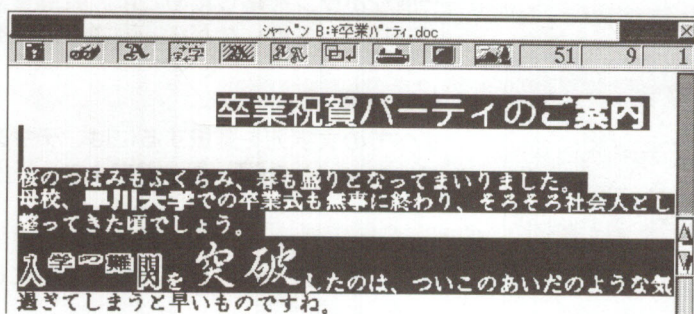 シャーペン B:¥卒業パーティ.doc
51 9 1
卒業祝賀パーティのご案内
桜のつぼみもふくらみ、春も盛りとなってまいりました。
母校、早川大学での卒業式も無事に終わり、そろそろ社会人とし
整ってきた頃でしょう。
入学の難関を突破したのは、ついこのあいだのような気
過ぎてしまうと早いものですね。